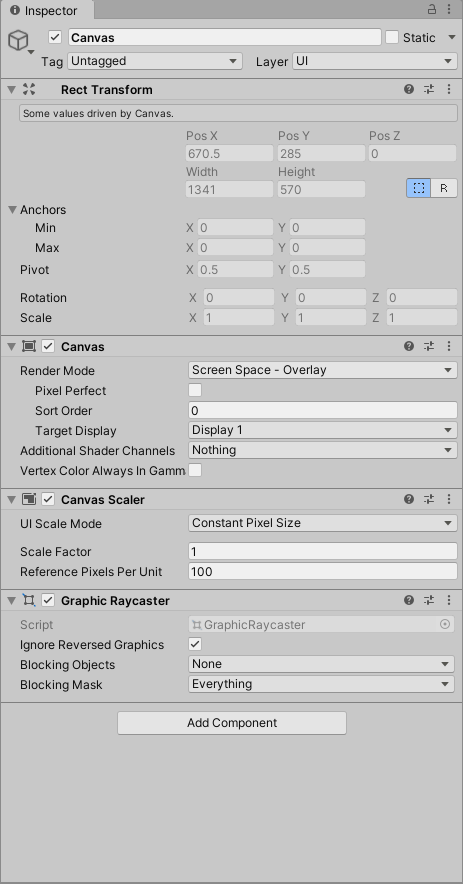 Inspector
Canvas
Static
Tag Untagged Layer UI
Rect Transform
Some values driven by Canvas.
Pos X Pos Y Pos Z
670.5 285 0
Width Height
1341 570 R
Anchors
Min X 0 Y 0
Max X 0 Y 0
Pivot X 0.5 Y 0.5
Rotation X 0 Y 0 Z 0
Scale X 1 Y 1 Z 1
Canvas
Render Mode Screen Space - Overlay
Pixel Perfect
Sort Order 0
Target Display Display 1
Additional Shader Channels Nothing
Vertex Color Always In Gamm
Canvas Scaler
UI Scale Mode Constant Pixel Size
Scale Factor 1
Reference Pixels Per Unit 100
Graphic Raycaster
Script GraphicRaycaster
Ignore Reversed Graphics
Blocking Objects None
Blocking Mask Everything
Add Component